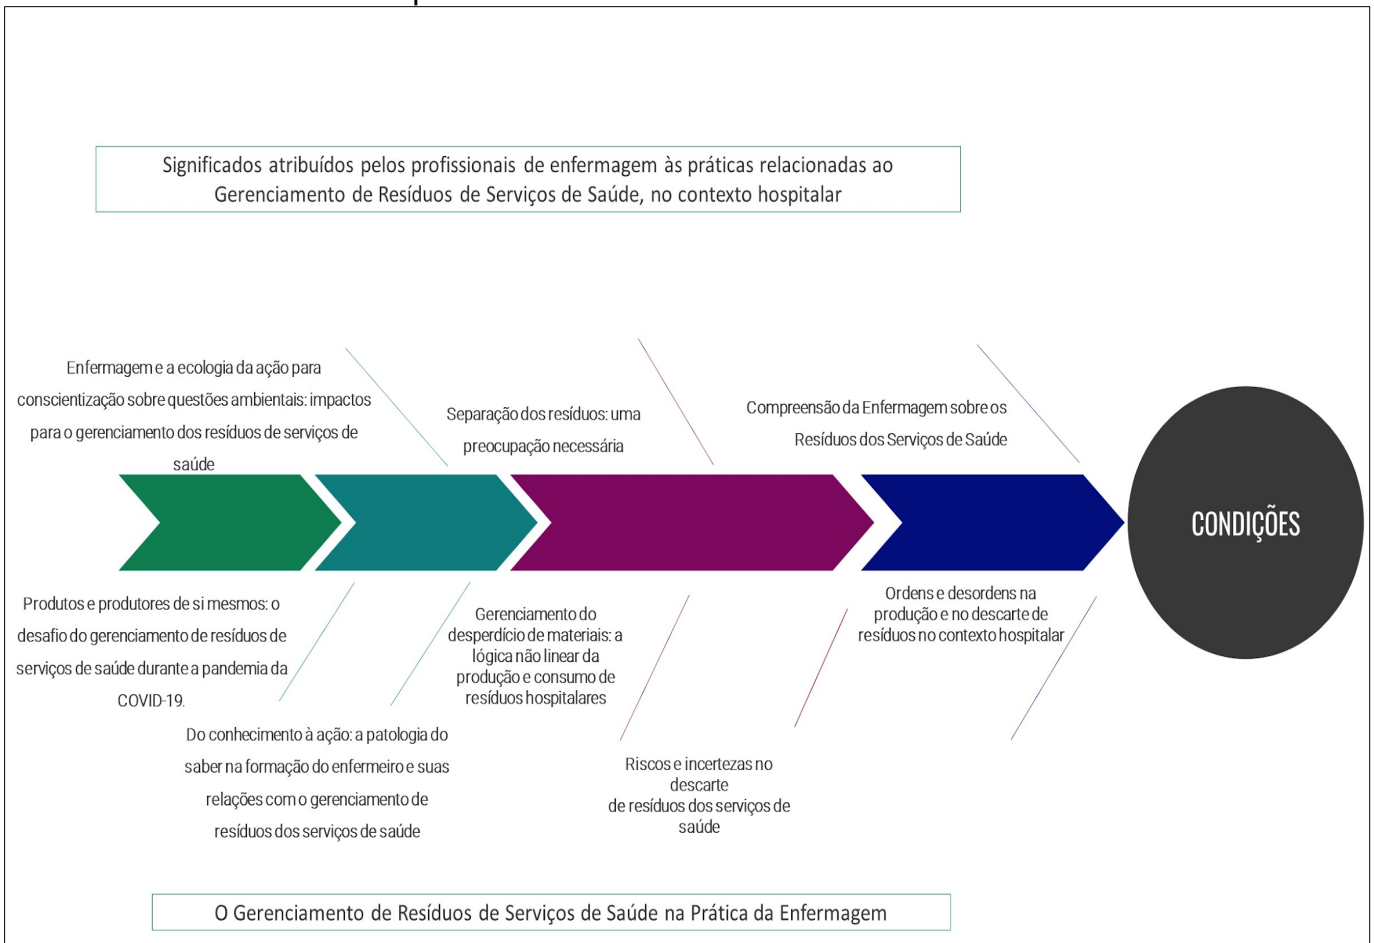 Significados atribuídos pelos profissionais de enfermagem às práticas relacionadas ao
Gerenciamento de Resíduos de Serviços de Saúde, no contexto hospitalar
Enfermagem e a ecologia da ação para
conscientização sobre questões ambientais: impactos
para o gerenciamento dos resíduos de serviços de
saúde
Separação dos resíduos: uma
preocupação necessária
Compreensão da Enfermagem sobre os
Resíduos dos Serviços de Saúde
CONDIÇÕES
Produtos e produtores de si mesmos: o
desafio do gerenciamento de resíduos de
serviços de saúde durante a pandemia da
COVID-19.
Do conhecimento à ação: a patologia do
saber na formação do enfermeiro e suas
relações com o gerenciamento de
resíduos dos serviços de saúde
Gerenciamento do
desperdício de materiais: a
lógica não linear da
produção e consumo de
resíduos hospitalares
Riscos e incertezas no
descarte
de resíduos dos serviços de
saúde
Ordens e desordens na
produção e no descarte de
resíduos no contexto hospitalar
O Gerenciamento de Resíduos de Serviços de Saúde na Prática da Enfermagem